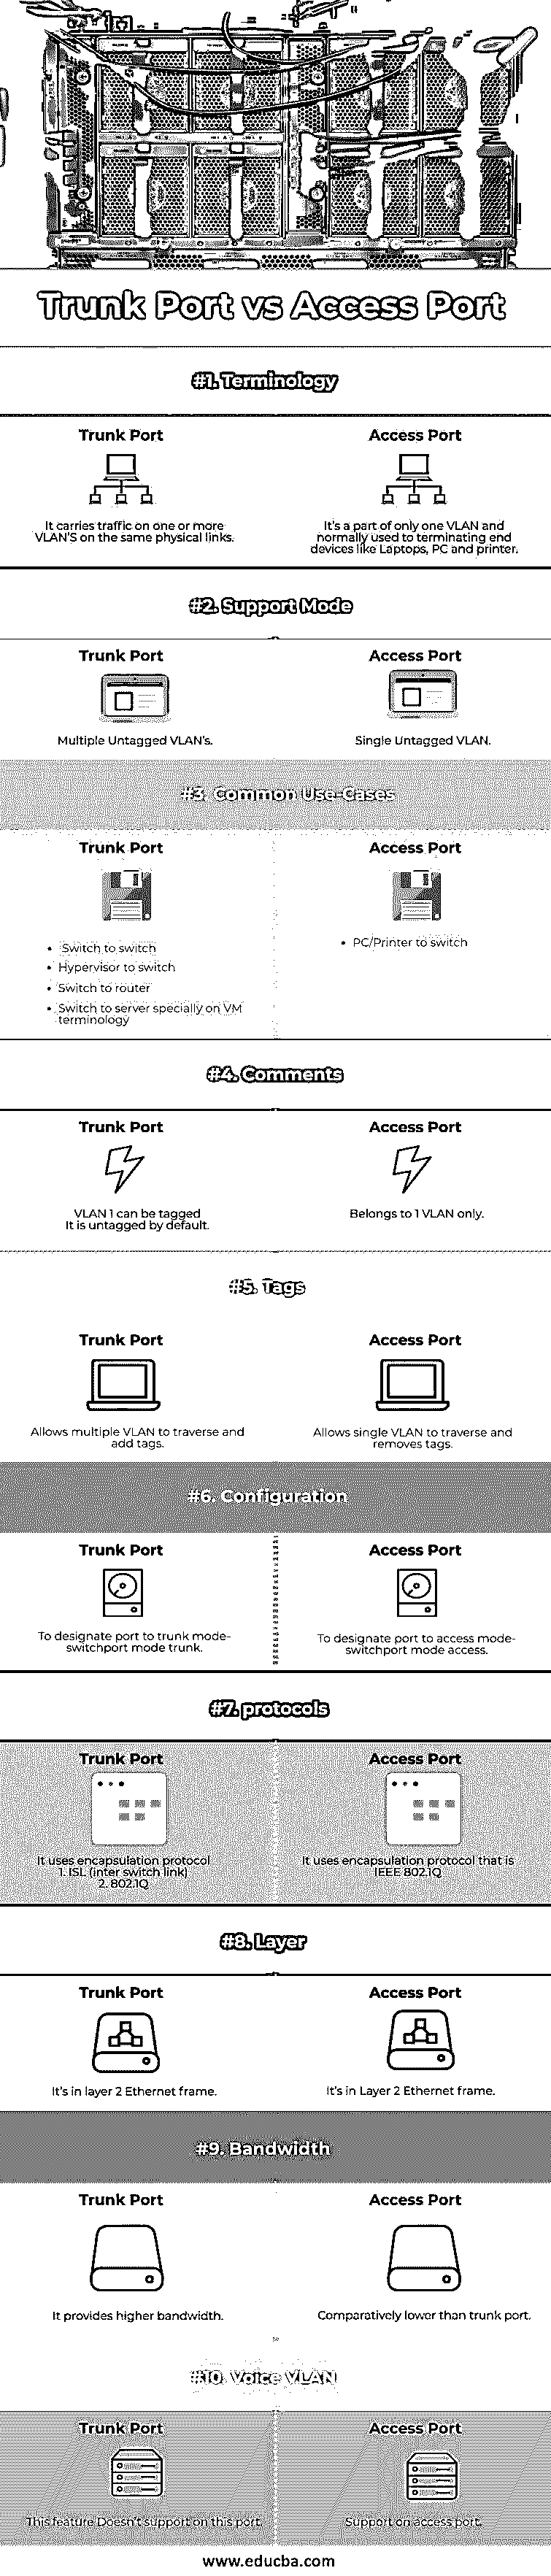 Trunk Port vs Access Port
#1. Terminology
Trunk Port
It carries traffic on one or more
VLAN'S on the same physical links.
Access Port
It's a part of only one VLAN and
normally used to terminating end
devices like Laptops, PC and printer.
#2. Support Mode
Trunk Port
Multiple Untagged VLAN's.
Access Port
Single Untagged VLAN.
#3. Common Use-Cases
Trunk Port
• Switch to switch
• Hypervisor to switch
• Switch to router
• Switch to server specially on VM
terminology
Access Port
• PC/Printer to switch
#4. Comments
Trunk Port
VLAN 1 can be tagged
It is untagged by default.
Access Port
Belongs to 1 VLAN only.
#5. Tags
Trunk Port
Allows multiple VLAN to traverse and
add tags.
Access Port
Allows single VLAN to traverse and
removes tags.
#6. Configuration
Trunk Port
To designate port to trunk mode-
switchport mode trunk.
Access Port
To designate port to access mode-
switchport mode access.
#7. protocols
Trunk Port
It uses encapsulation protocol
1. ISL (inter switch link)
2. 802.1Q
Access Port
It uses encapsulation protocol that is
IEEE 802.1Q
#8. Layer
Trunk Port
It's in layer 2 Ethernet frame.
Access Port
It's in Layer 2 Ethernet frame.
#9. Bandwidth
Trunk Port
It provides higher bandwidth.
Access Port
Comparatively lower than trunk port.
#10. Voice VLAN
Trunk Port
This feature Doesn't support on this port.
Access Port
Support on access port.
www.educba.com